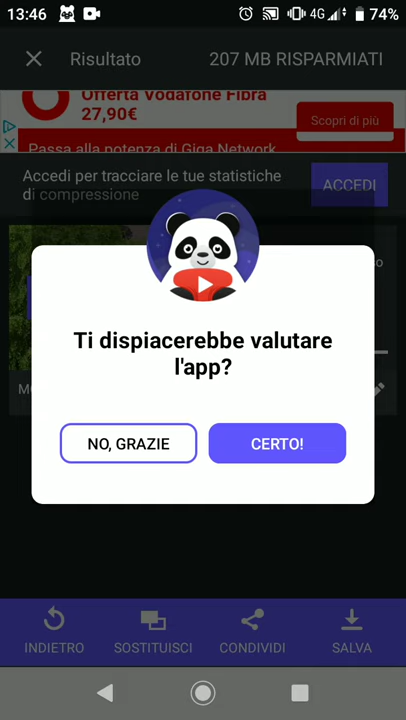 13:46
4G
74%
Risultato
207 MB RISPARMIATI
Offerta Vodafone Fibra
27,90€
Scopri di più
Passa alla potenza di Giga Network
Accedi per tracciare le tue statistiche
di compressione
ACCEDI
Ti dispiacerebbe valutare
l'app?
NO, GRAZIE
CERTO!
INDIETRO
SOSTITUISCI
CONDIVIDI
SALVA